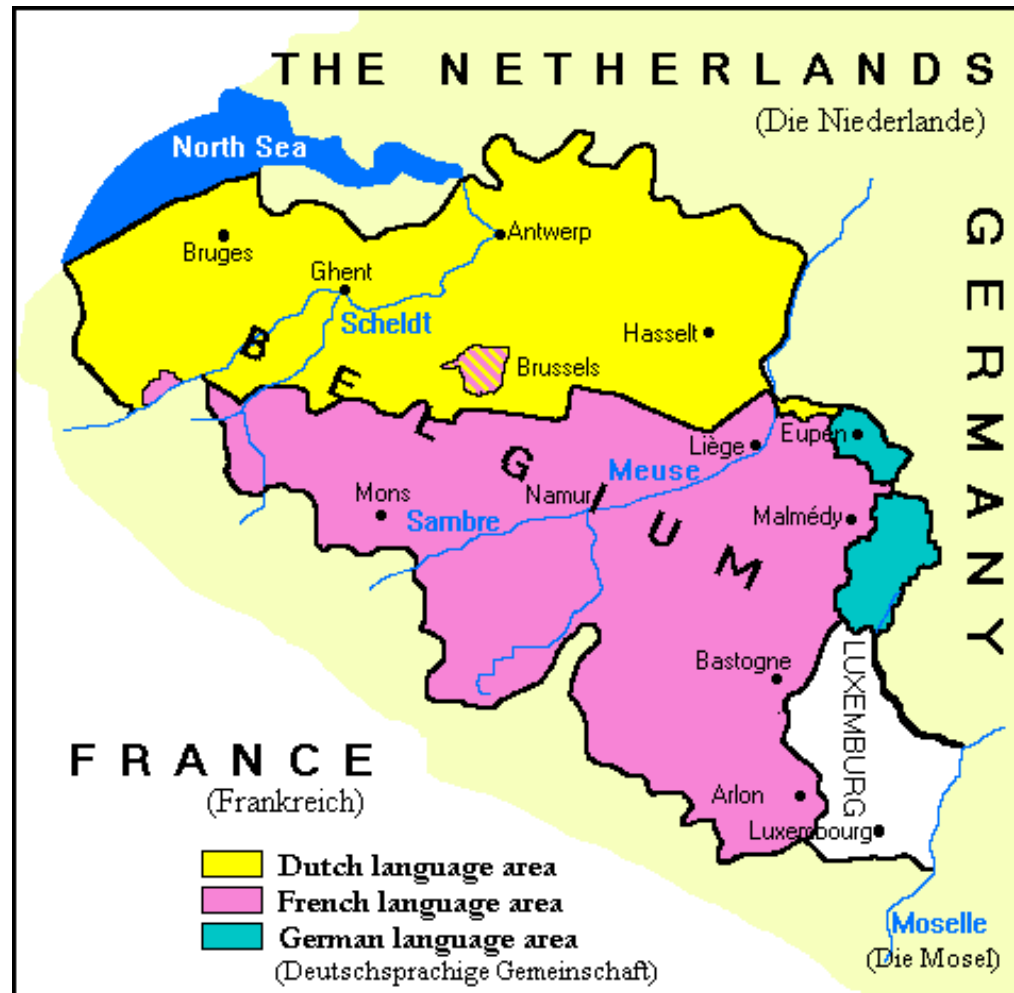 THE NETHERLANDS
(Die Niederlande)
North Sea
GERMANY
Bruges
Antwerp
Ghent
Scheldt
Hasselt
Brussels
BELGIUM
Liège
Eupen
Meuse
Mons
Namur
Sambre
Malmédy
Bastogne
LUXEMBURG
FRANCE
(Frankreich)
Arlon
Luxembourg
Dutch language area
French language area
German language area
(Deutschsprachige Gemeinschaft)
Moselle
(Die Mosel)